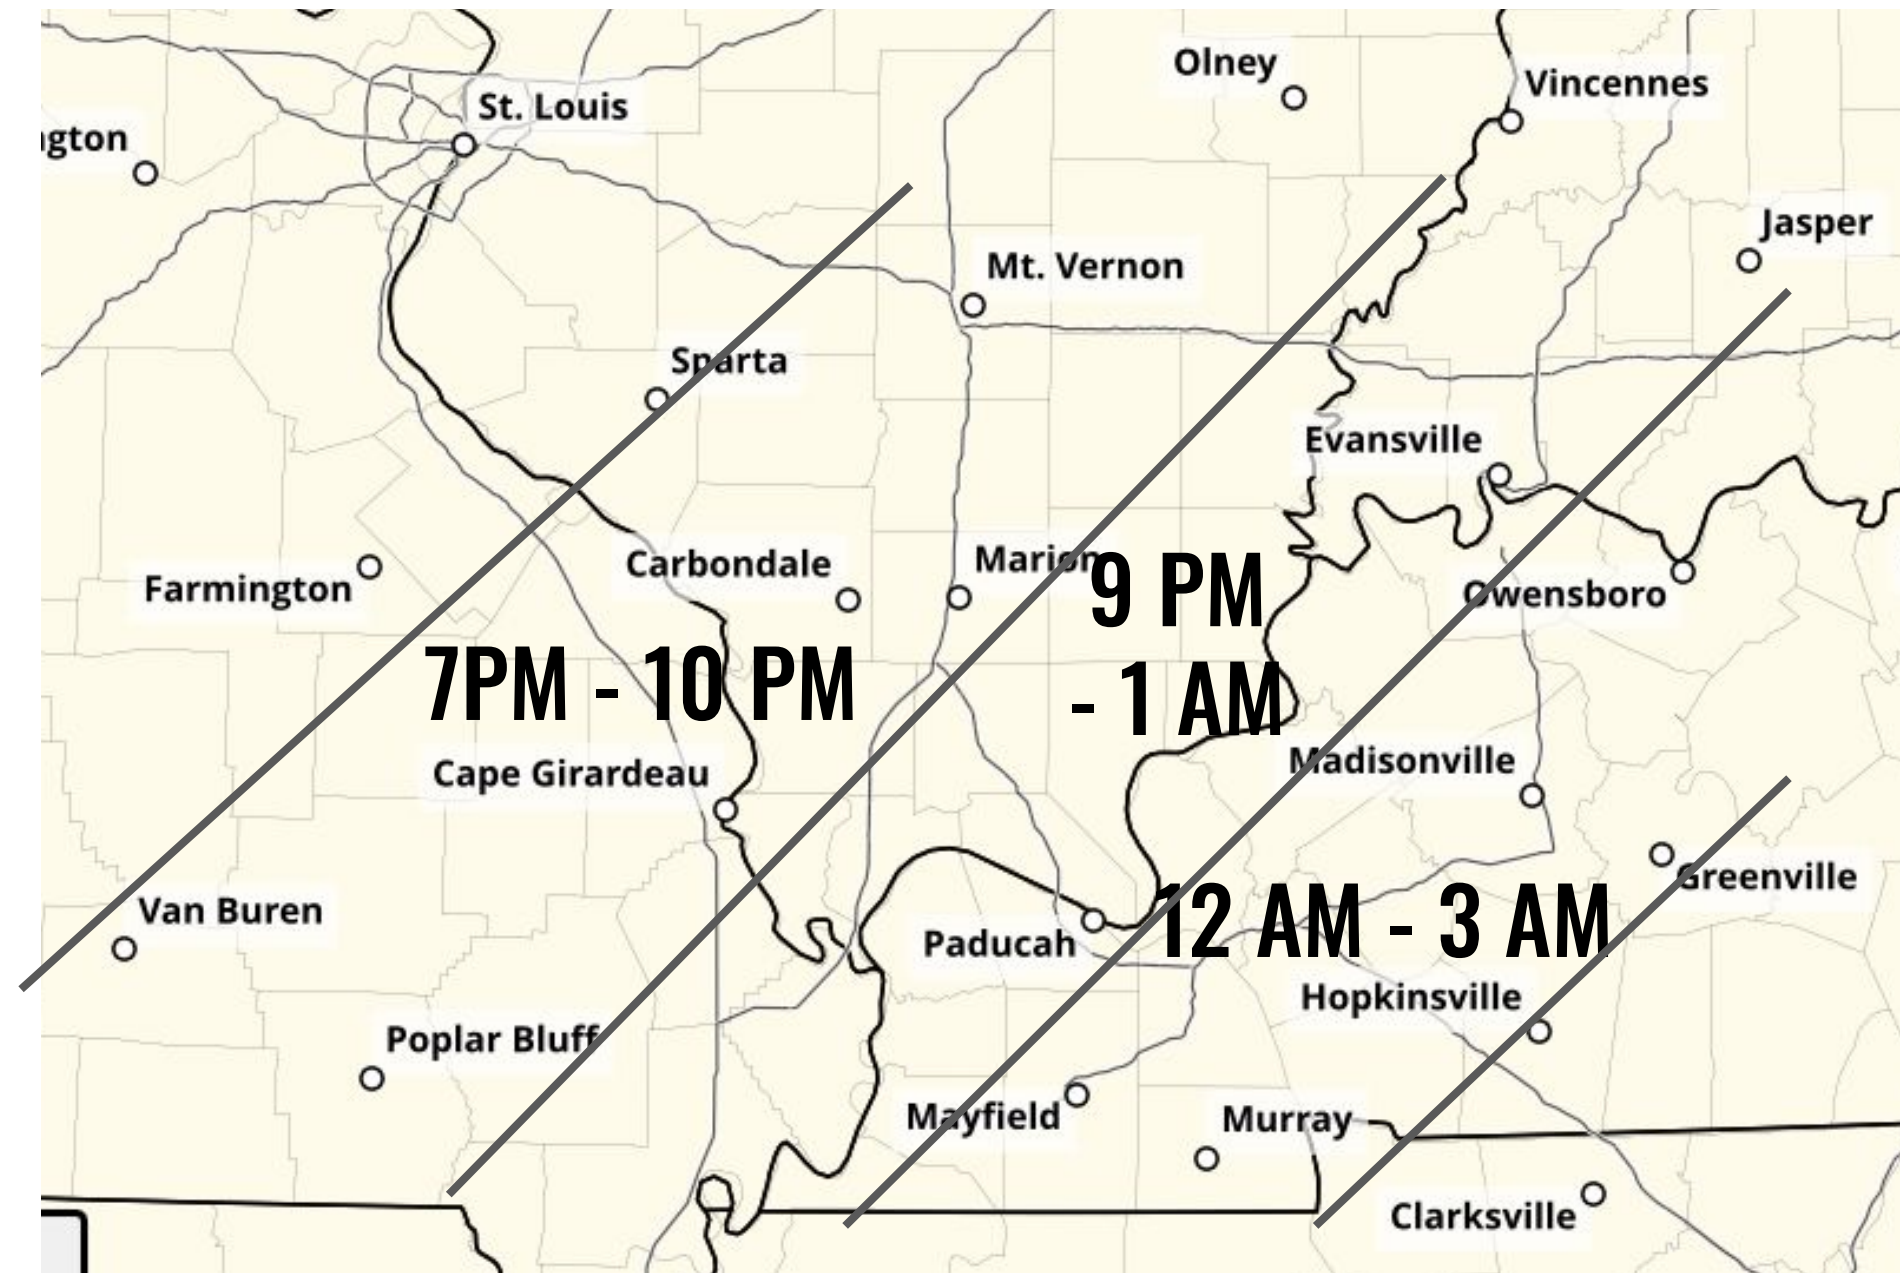 Olney
Vincennes
St. Louis
gton
Jasper
Mt. Vernon
Sparta
Evansville
Marion
Carbondale
Farmington
Owensboro
9 PM
- 1 AM
7PM - 10 PM
Madisonville
Cape Girardeau
Greenville
Van Buren
12 AM - 3 AM
Paducah
Hopkinsville
Poplar Bluff
Mayfield
Murray
Clarksville